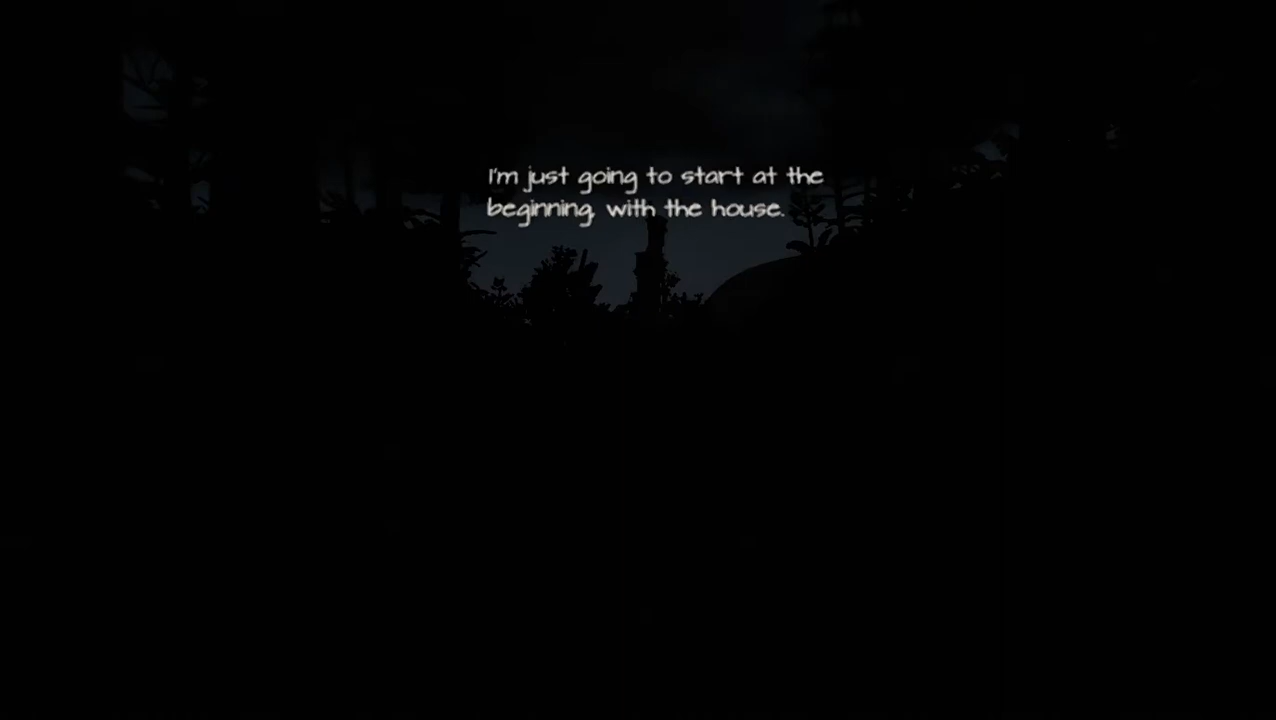 I'm just going to start at the
beginning, with the house.